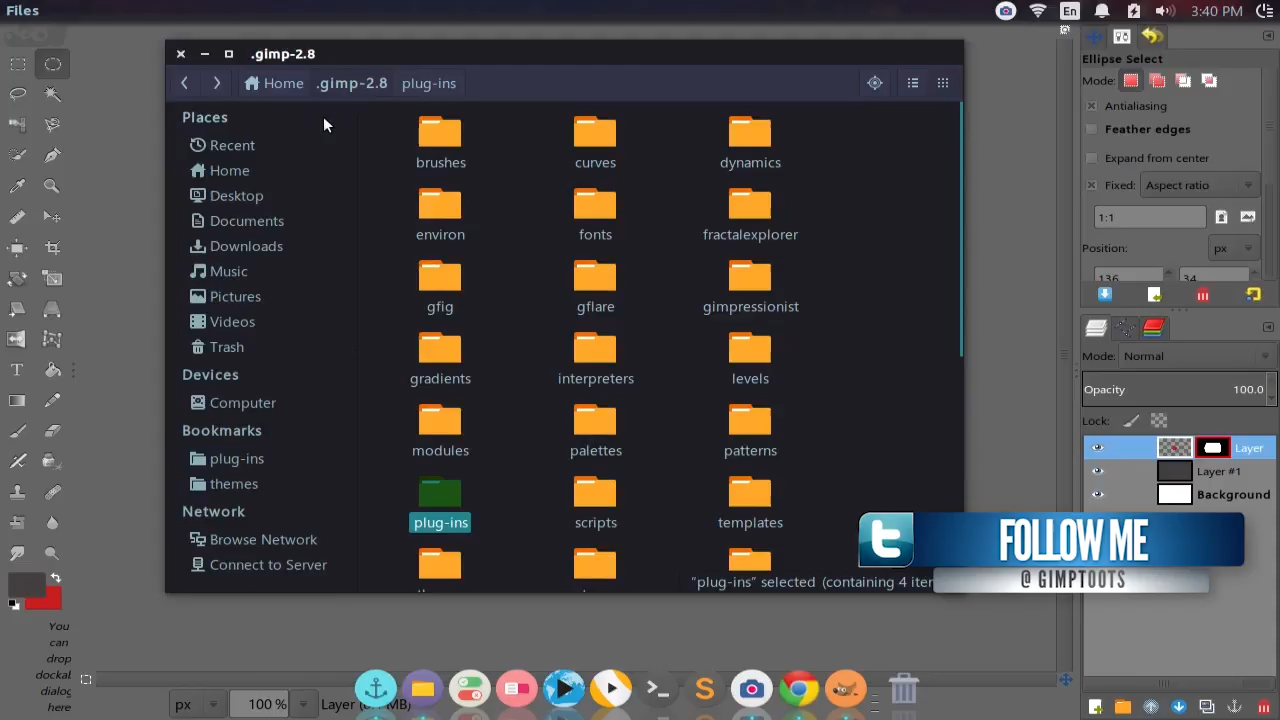 Files
En
3:40 PM
.gimp-2.8
Home
.gimp-2.8
plug-ins
Places
Recent
Home
Desktop
Documents
Downloads
Music
Pictures
Videos
Trash
Devices
Computer
Bookmarks
plug-ins
themes
Network
Browse Network
Connect to Server
brushes
curves
dynamics
environ
fonts
fractalexplorer
gfig
gflare
gimpressionist
gradients
interpreters
levels
modules
palettes
patterns
plug-ins
scripts
templates
"plug-ins" selected (containing 4 iter
Ellipse Select
Mode:
Antialiasing
Feather edges
Expand from center
Fixed: Aspect ratio
1:1
Position: px
136 34
Mode: Normal
Opacity 100.0
Lock:
Layer
Layer #1
Background
FOLLOW ME
@ GIMPTOOTS
You
can
drop
dockab
dialog
here
px
100 %